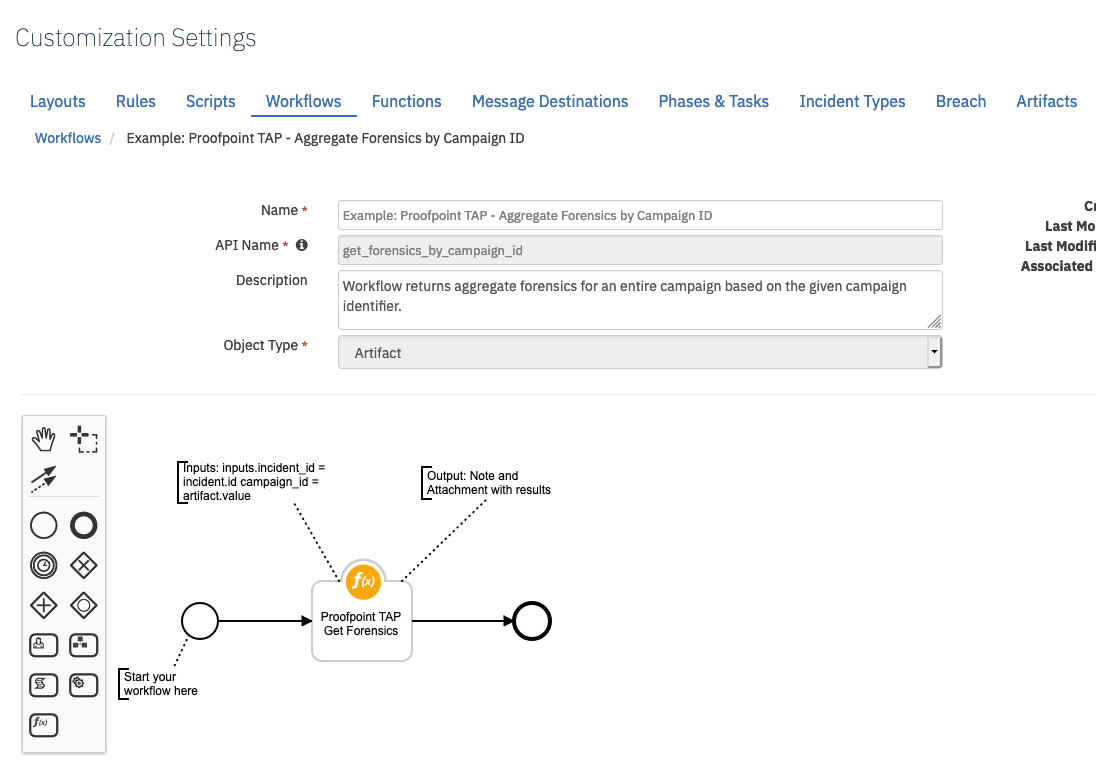 Customization Settings
Layouts Rules Scripts Workflows Functions Message Destinations Phases & Tasks Incident Types Breach Artifacts
Workflows / Example: Proofpoint TAP - Aggregate Forensics by Campaign ID
Name * Example: Proofpoint TAP - Aggregate Forensics by Campaign ID
API Name * get_forensics_by_campaign_id
Description Workflow returns aggregate forensics for an entire campaign based on the given campaign
identifier.
Object Type * Artifact
Cr
Last Mo
Last Modifi
Associated
Inputs: inputs.incident_id =
incident.id campaign_id =
artifact.value
Output: Note and
Attachment with results
f(x)
Proofpoint TAP
Get Forensics
Start your
workflow here
f(x)